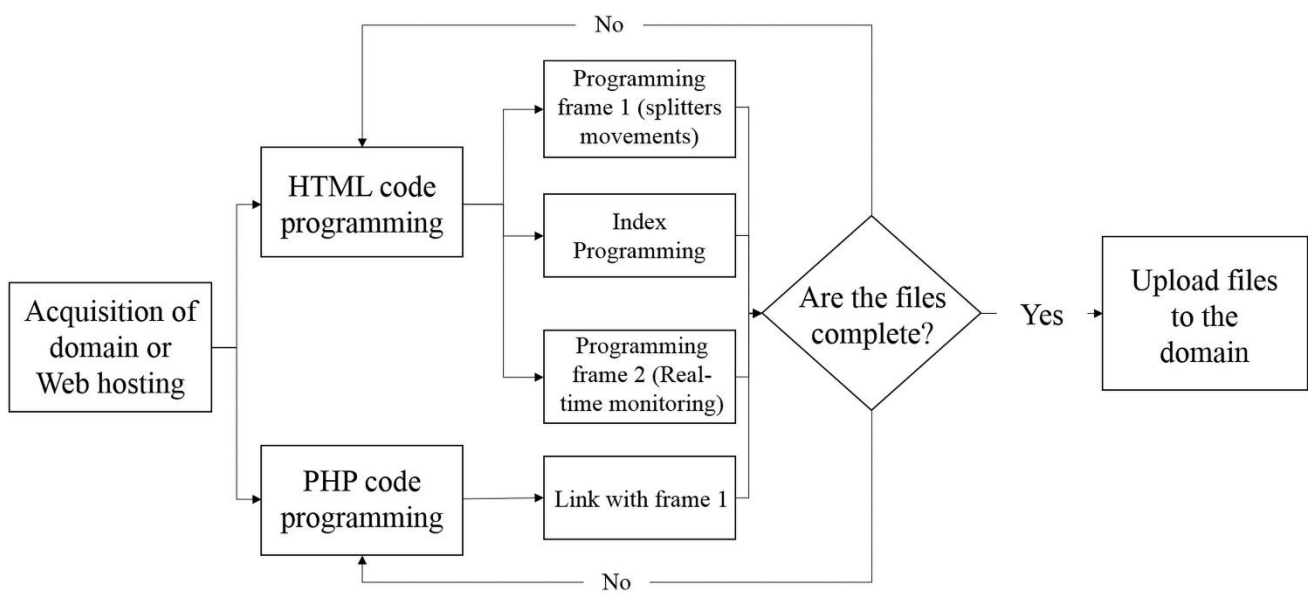 No
Programming
frame 1 (splitters
movements)
HTML code
programming
Index
Programming
Acquisition of
domain or
Web hosting
Are the files
complete?
Yes
Upload files
to the
domain
Programming
frame 2 (Real-
time monitoring)
PHP code
programming
Link with frame 1
No